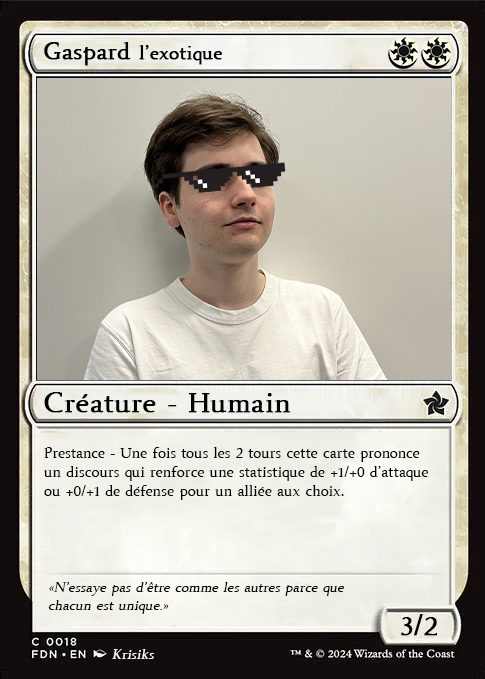 Gaspard l'exotique
Créature - Humain
Prestance - Une fois tous les 2 tours cette carte prononce
un discours qui renforce une statistique de +1/+0 d'attaque
ou +0/+1 de défense pour un alliée aux choix.
«N'essaye pas d'être comme les autres parce que
chacun est unique.»
3/2
C 0018
FDN • EN Krisiks
™ & © 2024 Wizards of the Coast